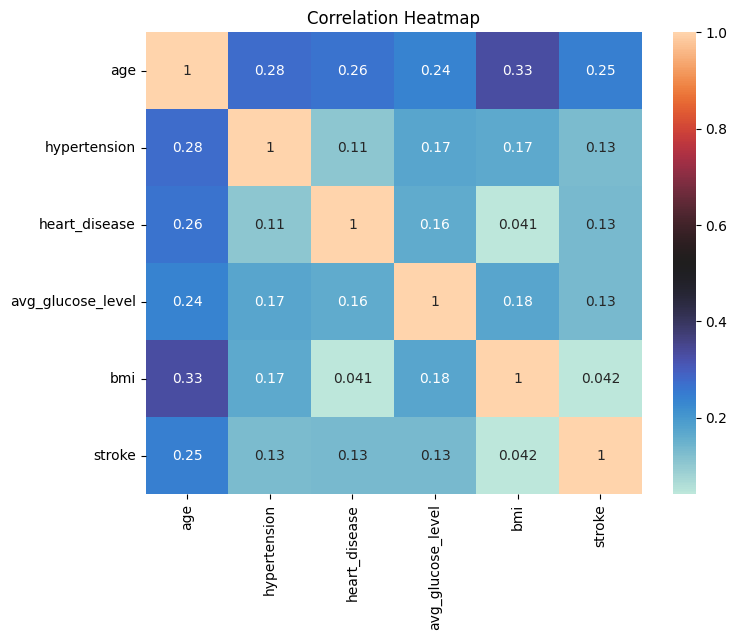 Correlation Heatmap
age 1 0.28 0.26 0.24 0.33 0.25
hypertension 0.28 1 0.11 0.17 0.17 0.13
heart_disease 0.26 0.11 1 0.16 0.041 0.13
avg_glucose_level 0.24 0.17 0.16 1 0.18 0.13
bmi 0.33 0.17 0.041 0.18 1 0.042
stroke 0.25 0.13 0.13 0.13 0.042 1
age hypertension heart_disease avg_glucose_level bmi stroke
1.0
0.8
0.6
0.4
0.2